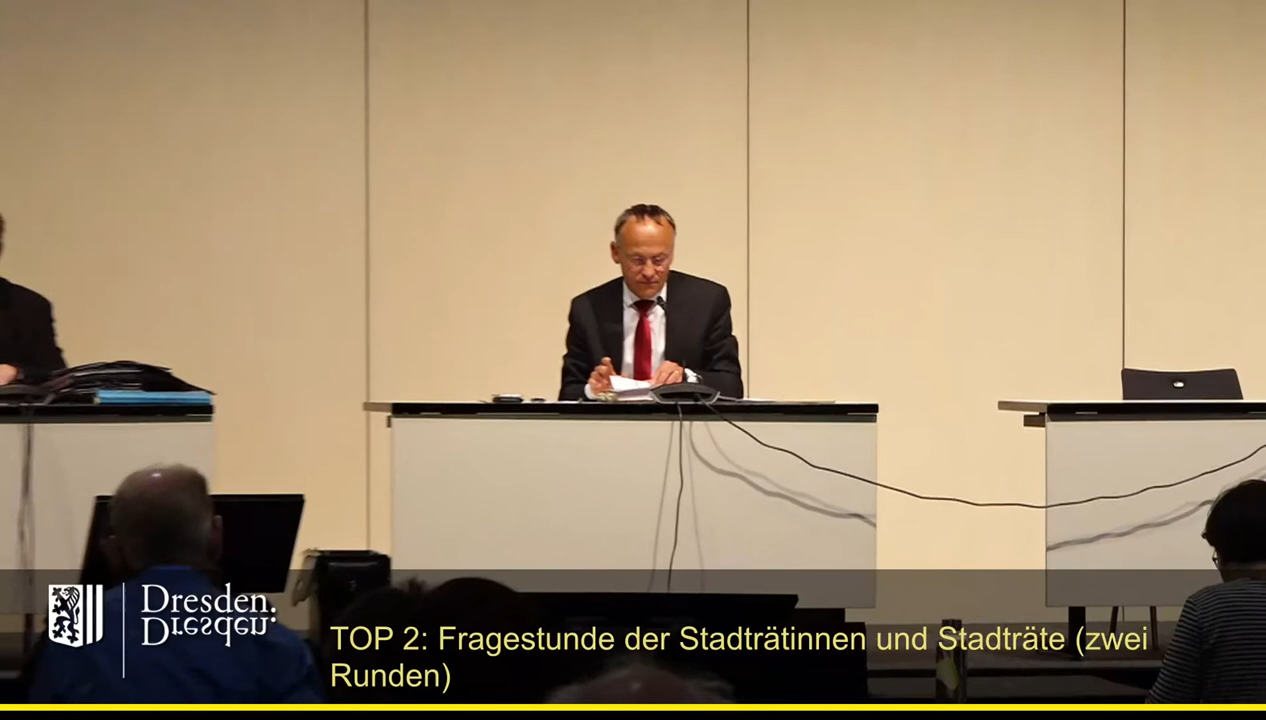 Dresden.
Dresden.
TOP 2: Fragestunde der Stadträtinnen und Stadträte (zwei
Runden)